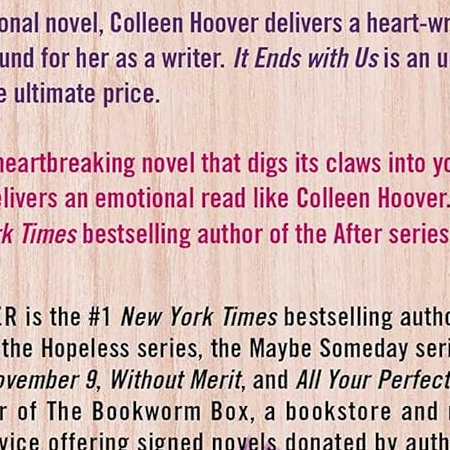 onal novel, Colleen Hoover delivers a heart-wr
und for her as a writer. It Ends with Us is an u
e ultimate price.
heartbreaking novel that digs its claws into yo
elivers an emotional read like Colleen Hoover.
rk Times bestselling author of the After series
ER is the #1 New York Times bestselling autho
the Hopeless series, the Maybe Someday seri
ovember 9, Without Merit, and All Your Perfect
r of The Bookworm Box, a bookstore and
vice offering signed novels donated by auth